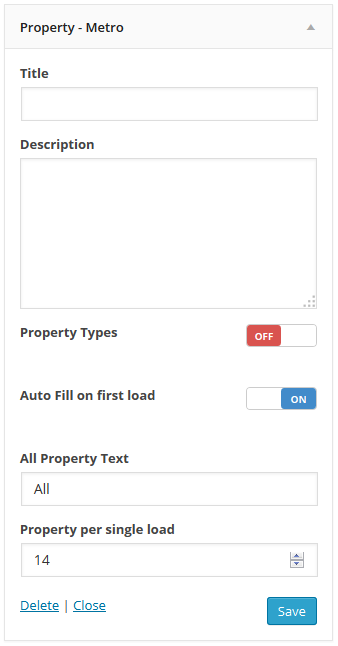 Property - Metro
Title
Description
Property Types OFF
Auto Fill on first load ON
All Property Text
All
Property per single load
14
Delete | Close Save